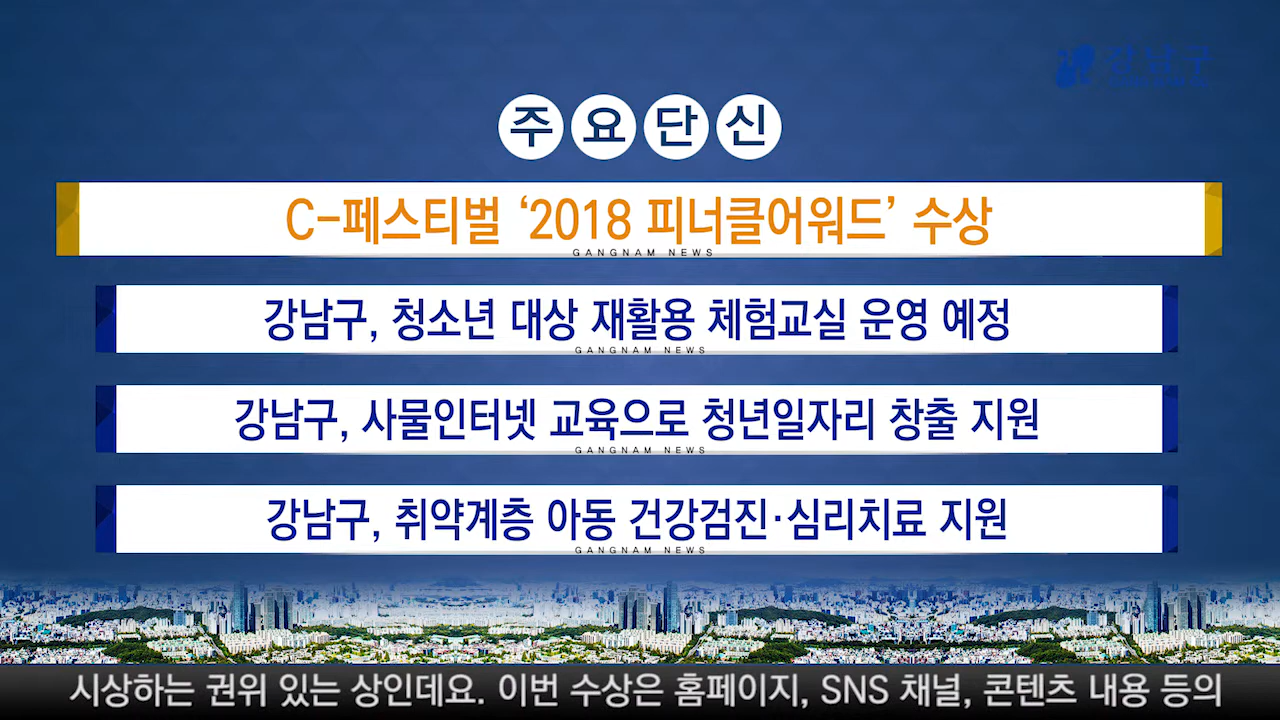 강남구
주요단신
C-페스티벌 ‘2018 피너클어워드’ 수상
GANGNAM NEWS
강남구, 청소년 대상 재활용 체험교실 운영 예정
GANGNAM NEWS
강남구, 사물인터넷 교육으로 청년일자리 창출 지원
GANGNAM NEWS
강남구, 취약계층 아동 건강검진·심리치료 지원
GANGNAM NEWS
시상하는 권위 있는 상인데요. 이번 수상은 홈페이지, SNS 채널, 콘텐츠 내용 등의